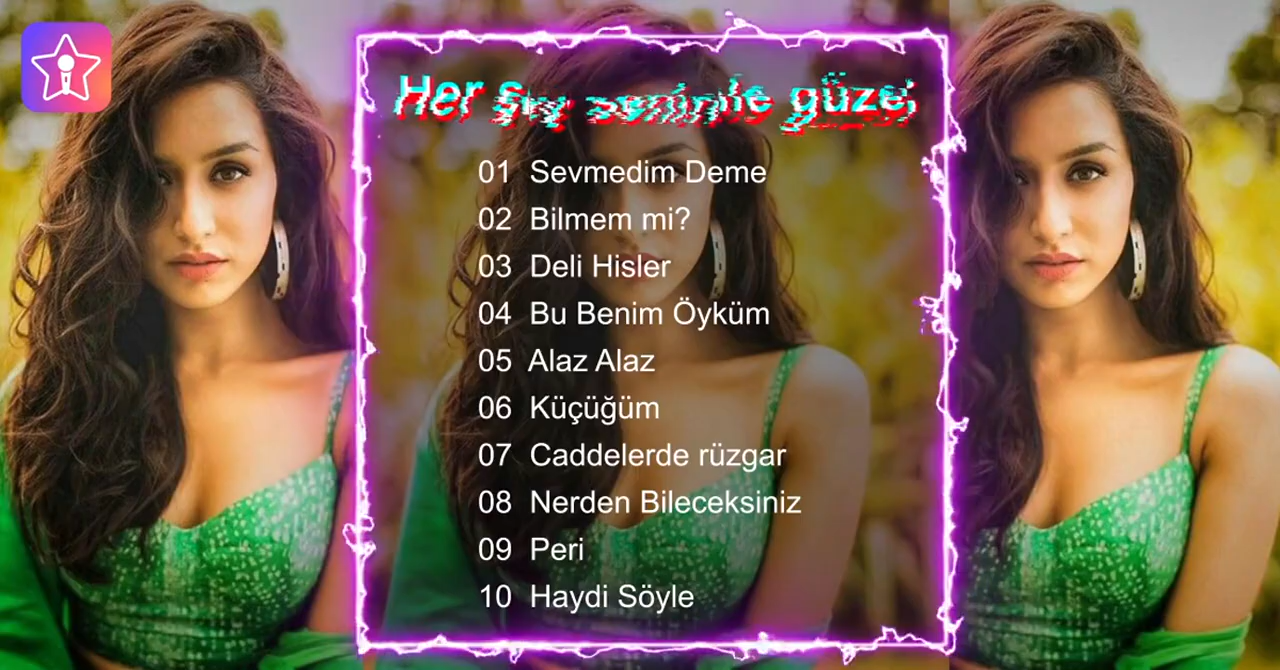 Her şey seninle güzel
01 Sevmedim Deme
02 Bilmem mi?
03 Deli Hisler
04 Bu Benim Öyküm
05 Alaz Alaz
06 Küçüğüm
07 Caddelerde rüzgar
08 Nerden Bileceksiniz
09 Peri
10 Haydi Söyle